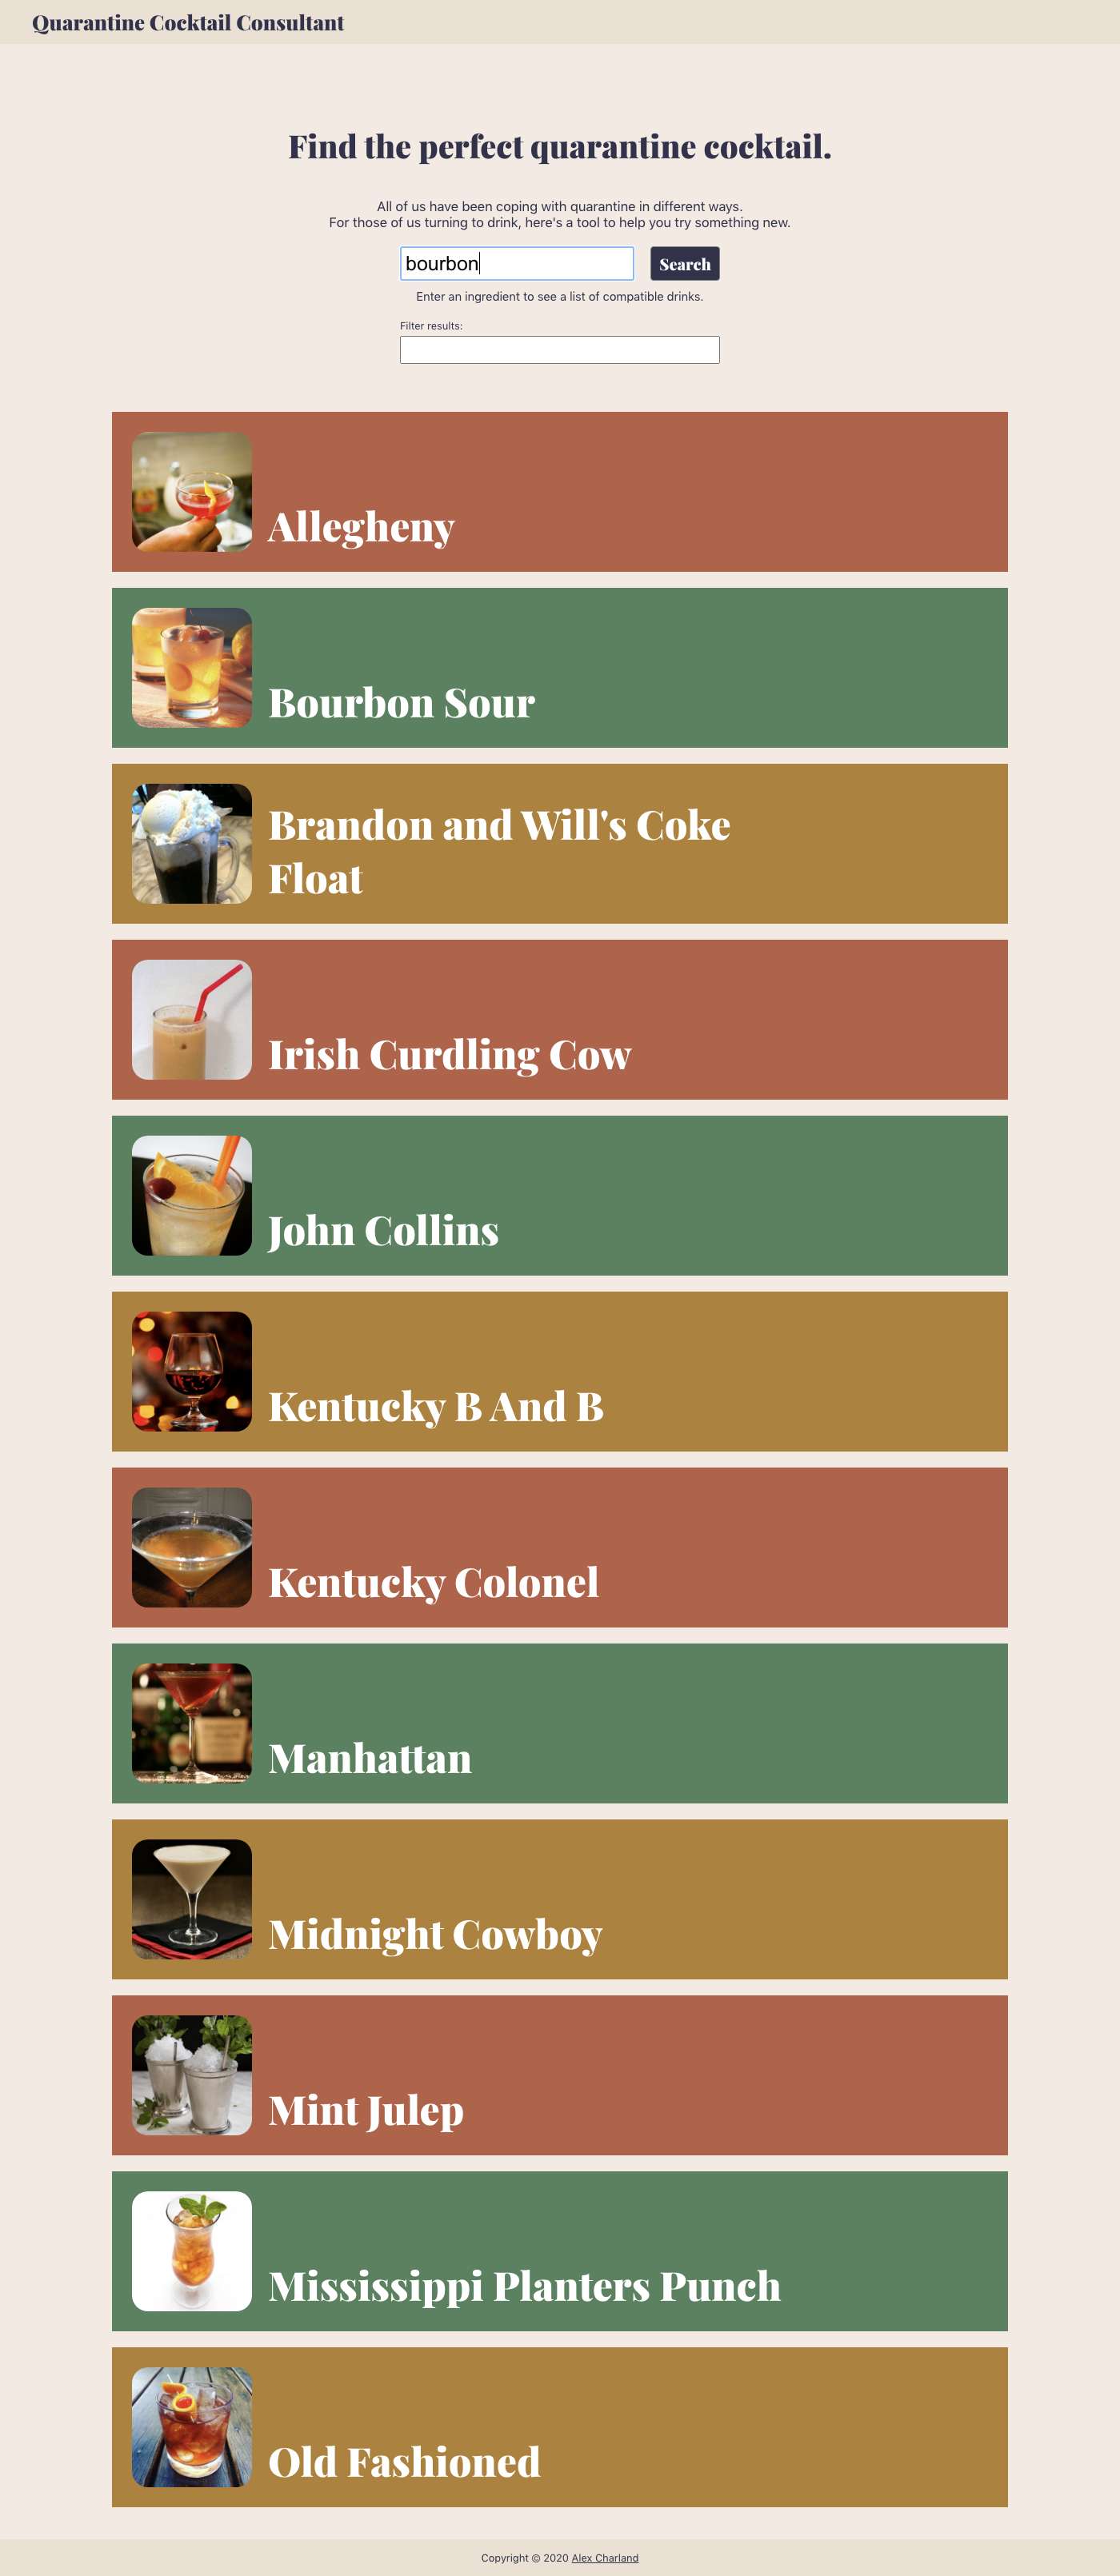 Quarantine Cocktail Consultant
Find the perfect quarantine cocktail.
All of us have been coping with quarantine in different ways.
For those of us turning to drink, here's a tool to help you try something new.
bourbon
Search
Enter an ingredient to see a list of compatible drinks.
Filter results:
Allegheny
Bourbon Sour
Brandon and Will's Coke
Float
Irish Curdling Cow
John Collins
Kentucky B And B
Kentucky Colonel
Manhattan
Midnight Cowboy
Mint Julep
Mississippi Planters Punch
Old Fashioned
Copyright © 2020 Alex Charland